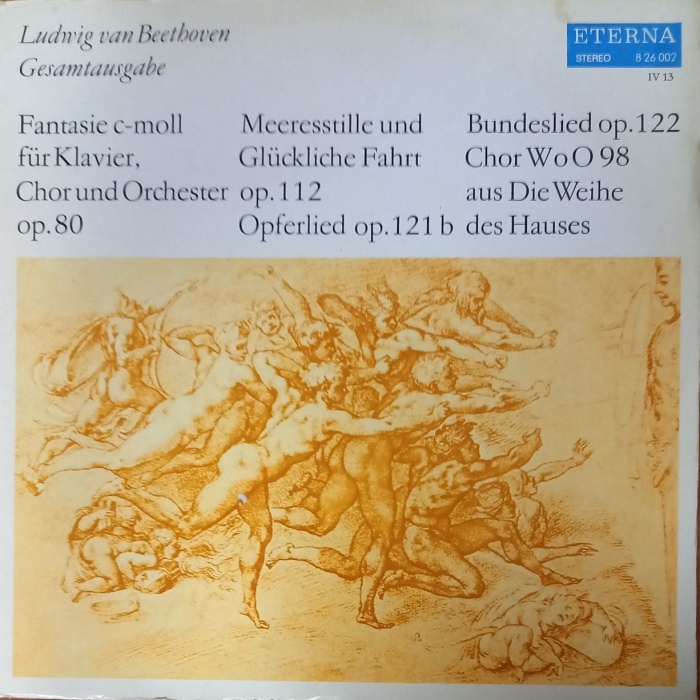 Ludwig van Beethoven
Gesamtausgabe
ETERNA
STEREO 8 26 002
IV 13
Fantasie c-moll
für Klavier,
Chor und Orchester
op. 80
Meeresstille und
Glückliche Fahrt
op. 112
Opferlied op. 121 b
Bundeslied op. 122
Chor WoO 98
aus Die Weihe
des Hauses